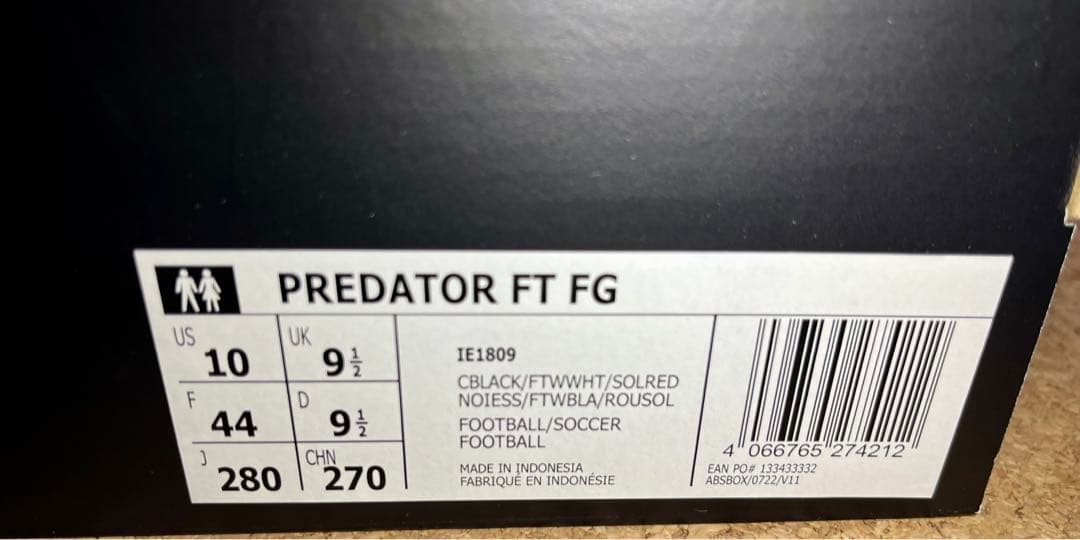 PREDATOR FT FG
US 10
UK 9½
F 44
D 9½
J 280
CHN 270
IE1809
CBLACK/FTWWHT/SOLRED
NOIESS/FTWBLA/ROUSOL
FOOTBALL/SOCCER
FOOTBALL
MADE IN INDONESIA
FABRIQUÉ EN INDONÉSIE
4 066765 274212
EAN PO# 133433332
ABSBOX/0722/V11